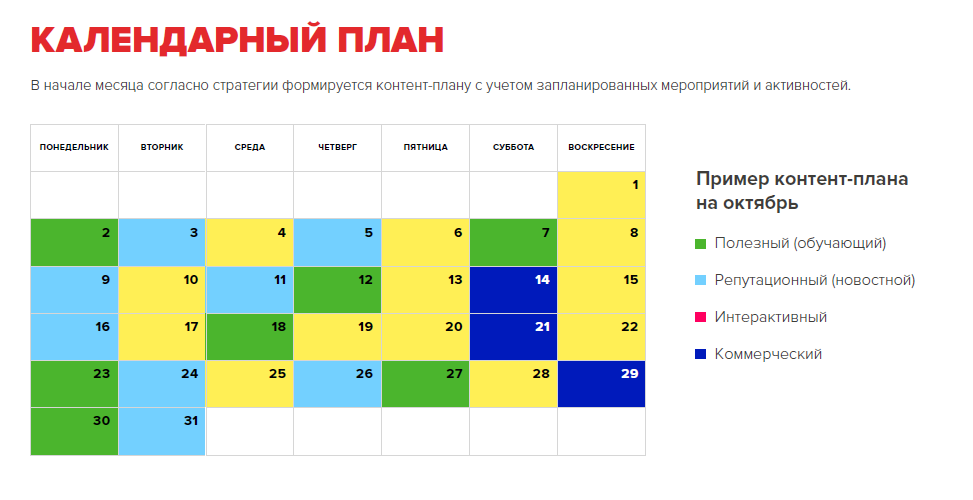 КАЛЕНДАРНЫЙ ПЛАН
В начале месяца согласно стратегии формируется контент-плану с учетом запланированных мероприятий и активностей.
ПОНЕДЕЛЬНИК ВТОРНИК СРЕДА ЧЕТВЕРГ ПЯТНИЦА СУББОТА ВОСКРЕСЕНИЕ
1
2 3 4 5 6 7 8
9 10 11 12 13 14 15
16 17 18 19 20 21 22
23 24 25 26 27 28 29
30 31
Пример контент-плана
на октябрь
Полезный (обучающий)
Репутационный (новостной)
Интерактивный
Коммерческий